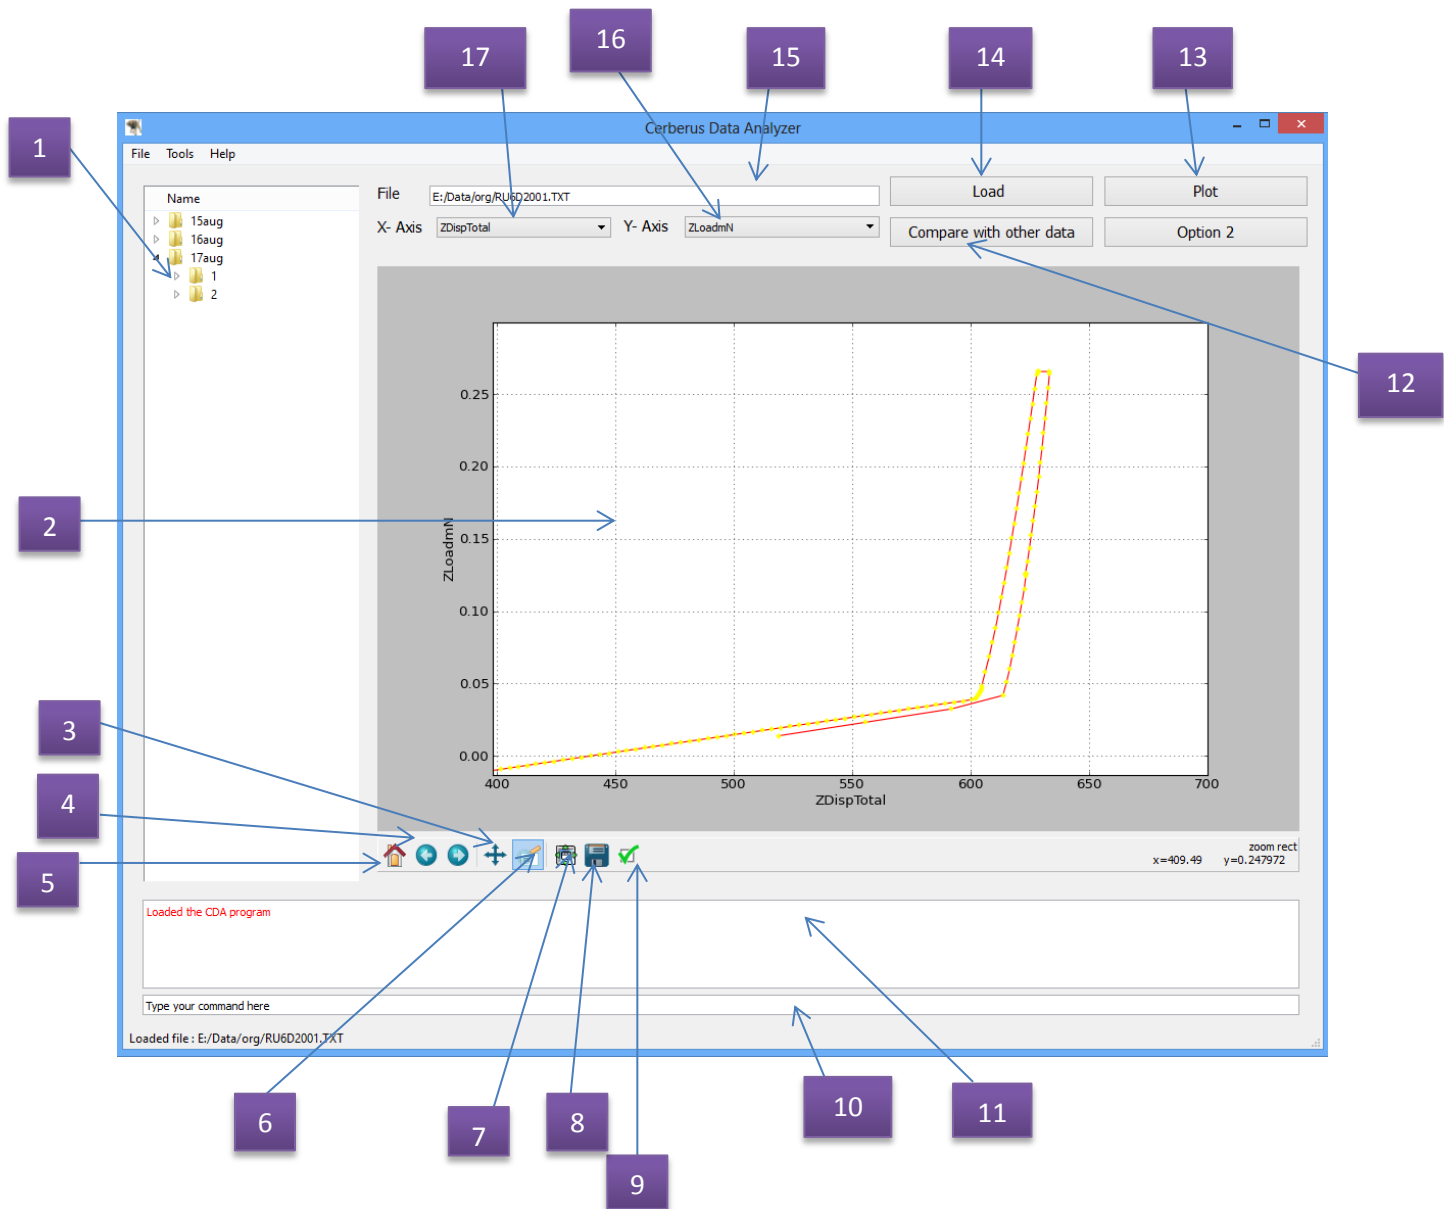 17
16
15
14
13
1
Cerberus Data Analyzer
File Tools Help
Name
15aug
16aug
17aug
1
2
File E:/Data/org/RU6D2001.TXT
Load
Plot
X- Axis ZDispTotal
Y- Axis ZLoadmN
Compare with other data
Option 2
12
2
0.25
0.20
0.15
0.10
0.05
0.00
ZLoadmN
400 450 500 550 600 650 700
ZDispTotal
3
4
5
zoom rect
x=409.49 y=0.247972
Loaded the CDA program
Type your command here
Loaded file : E:/Data/org/RU6D2001.TXT
6
7
8
9
10
11